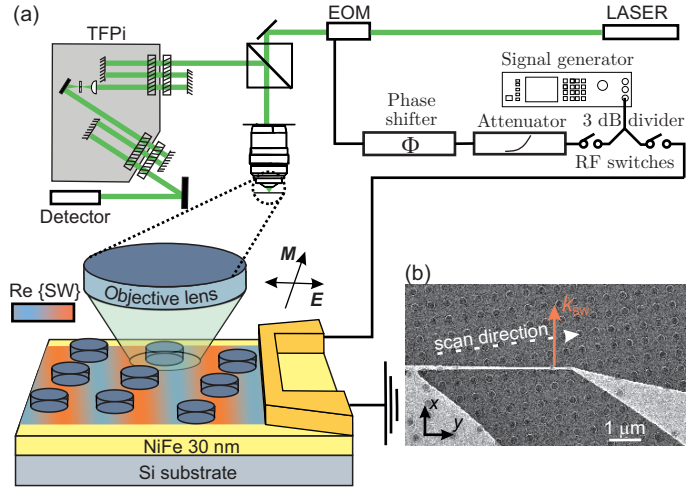 (a)
TFPi
EOM
LASER
Signal generator
Phase
shifter
Φ
Attenuator
3 dB divider
RF switches
Detector
M
E
Re {SW}
Objective lens
NiFe 30 nm
Si substrate
(b)
k_SW
scan direction
x
y
1 μm